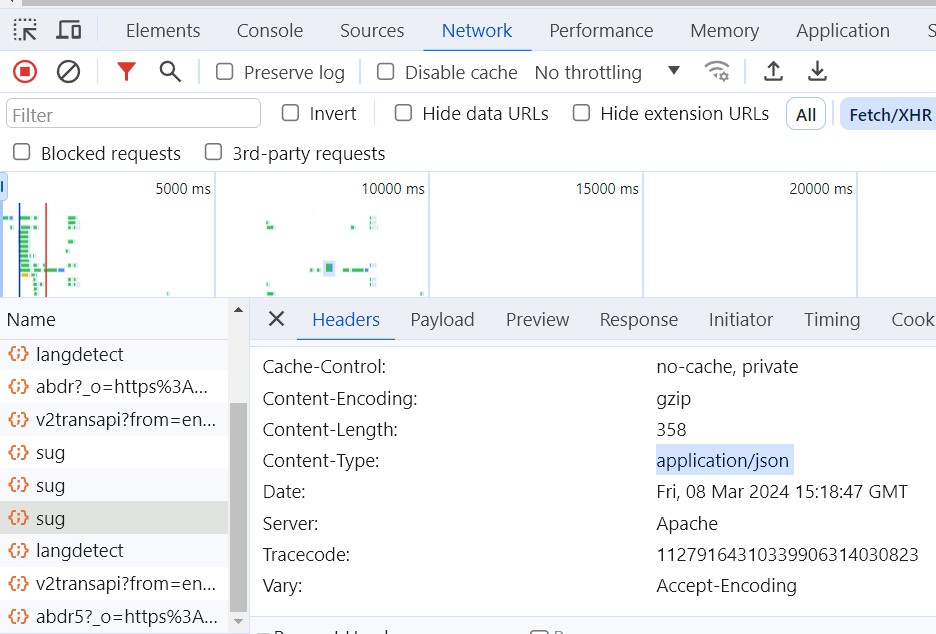 Elements Console Sources Network Performance Memory Application
Preserve log Disable cache No throttling
Filter Invert Hide data URLs Hide extension URLs All Fetch/XHR
Blocked requests 3rd-party requests
5000 ms 10000 ms 15000 ms 20000 ms
Name
langdetect
abdr?_o=https%3A...
v2transapi?from=en...
sug
sug
sug
langdetect
v2transapi?from=en...
abdr5?_o=https%3A...
Headers Payload Preview Response Initiator Timing Cook
Cache-Control: no-cache, private
Content-Encoding: gzip
Content-Length: 358
Content-Type: application/json
Date: Fri, 08 Mar 2024 15:18:47 GMT
Server: Apache
Tracecode: 11279164310339906314030823
Vary: Accept-Encoding